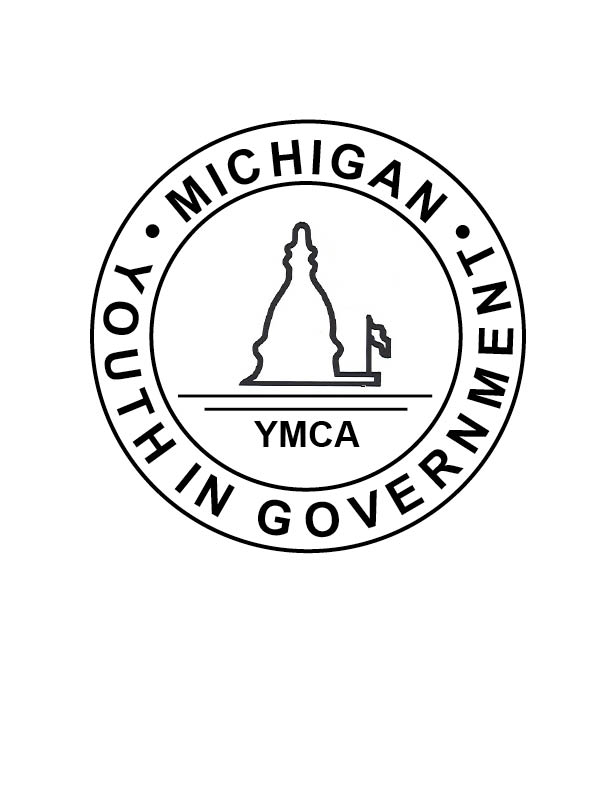 • MICHIGAN •
YOUTH IN GOVERNMENT
YMCA